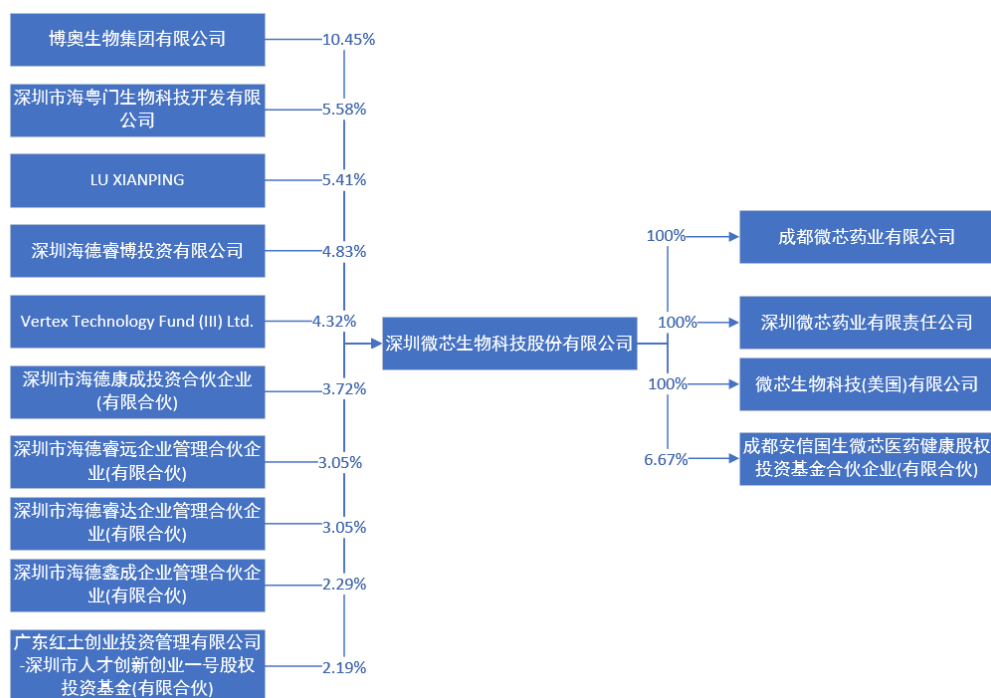 博奥生物集团有限公司
10.45%
深圳市海粤门生物科技开发有限
公司
5.58%
LU XIANPING
5.41%
深圳海德睿博投资有限公司
4.83%
Vertex Technology Fund (III) Ltd.
4.32%
深圳市海德康成投资合伙企业
(有限合伙)
3.72%
深圳市海德睿远企业管理合伙企
业(有限合伙)
3.05%
深圳市海德睿达企业管理合伙企
业(有限合伙)
3.05%
深圳市海德鑫成企业管理合伙企
业(有限合伙)
2.29%
广东红土创业投资管理有限公司
-深圳市人才创新创业一号股权
投资基金(有限合伙)
2.19%
深圳微芯生物科技股份有限公司
100%
成都微芯药业有限公司
100%
深圳微芯药业有限责任公司
100%
微芯生物科技(美国)有限公司
6.67%
成都安信国生微芯医药健康股权
投资基金合伙企业(有限合伙)